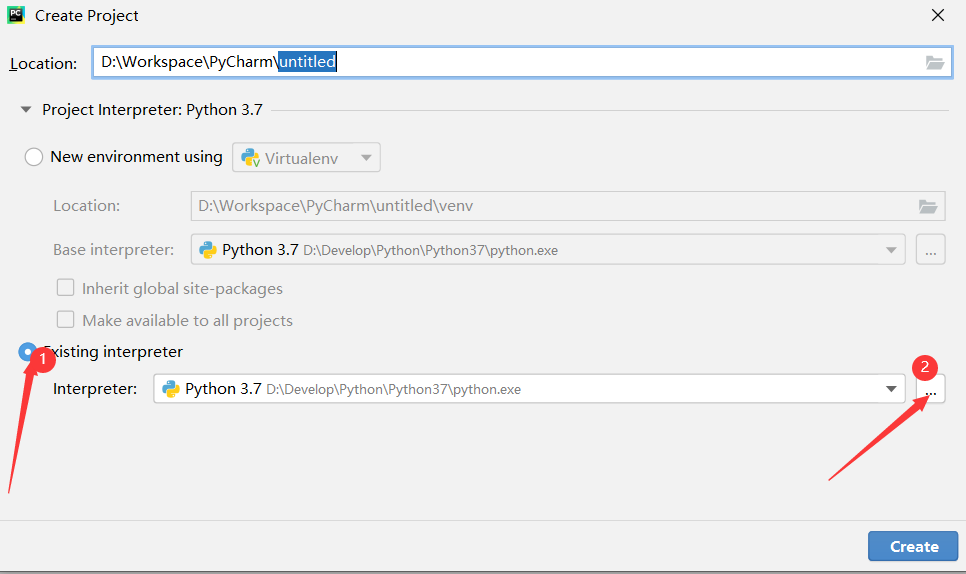 Create Project
Location: D:\Workspace\PyCharm\untitled
Project Interpreter: Python 3.7
New environment using Virtualenv
Location: D:\Workspace\PyCharm\untitled\venv
Base interpreter: Python 3.7 D:\Develop\Python\Python37\python.exe ...
Inherit global site-packages
Make available to all projects
1 Existing interpreter
2
Interpreter: Python 3.7 D:\Develop\Python\Python37\python.exe ...
Create